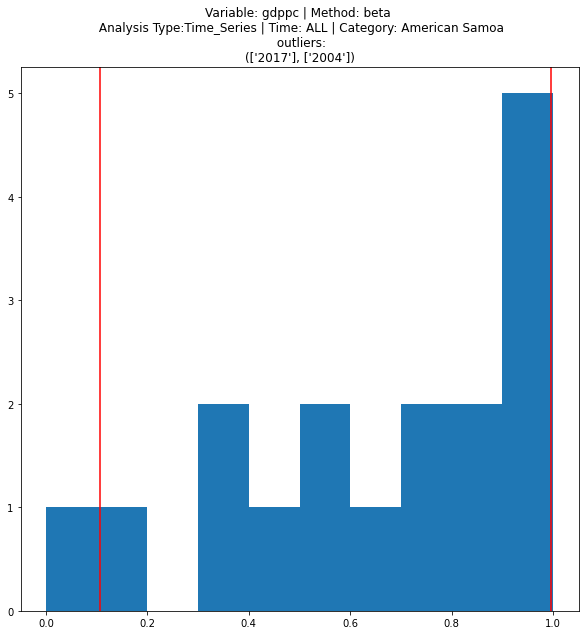 Variable: gdppc | Method: beta
Analysis Type:Time_Series | Time: ALL | Category: American Samoa
outliers:
(['2017'], ['2004'])
5
4
3
2
1
0
0.0 0.2 0.4 0.6 0.8 1.0